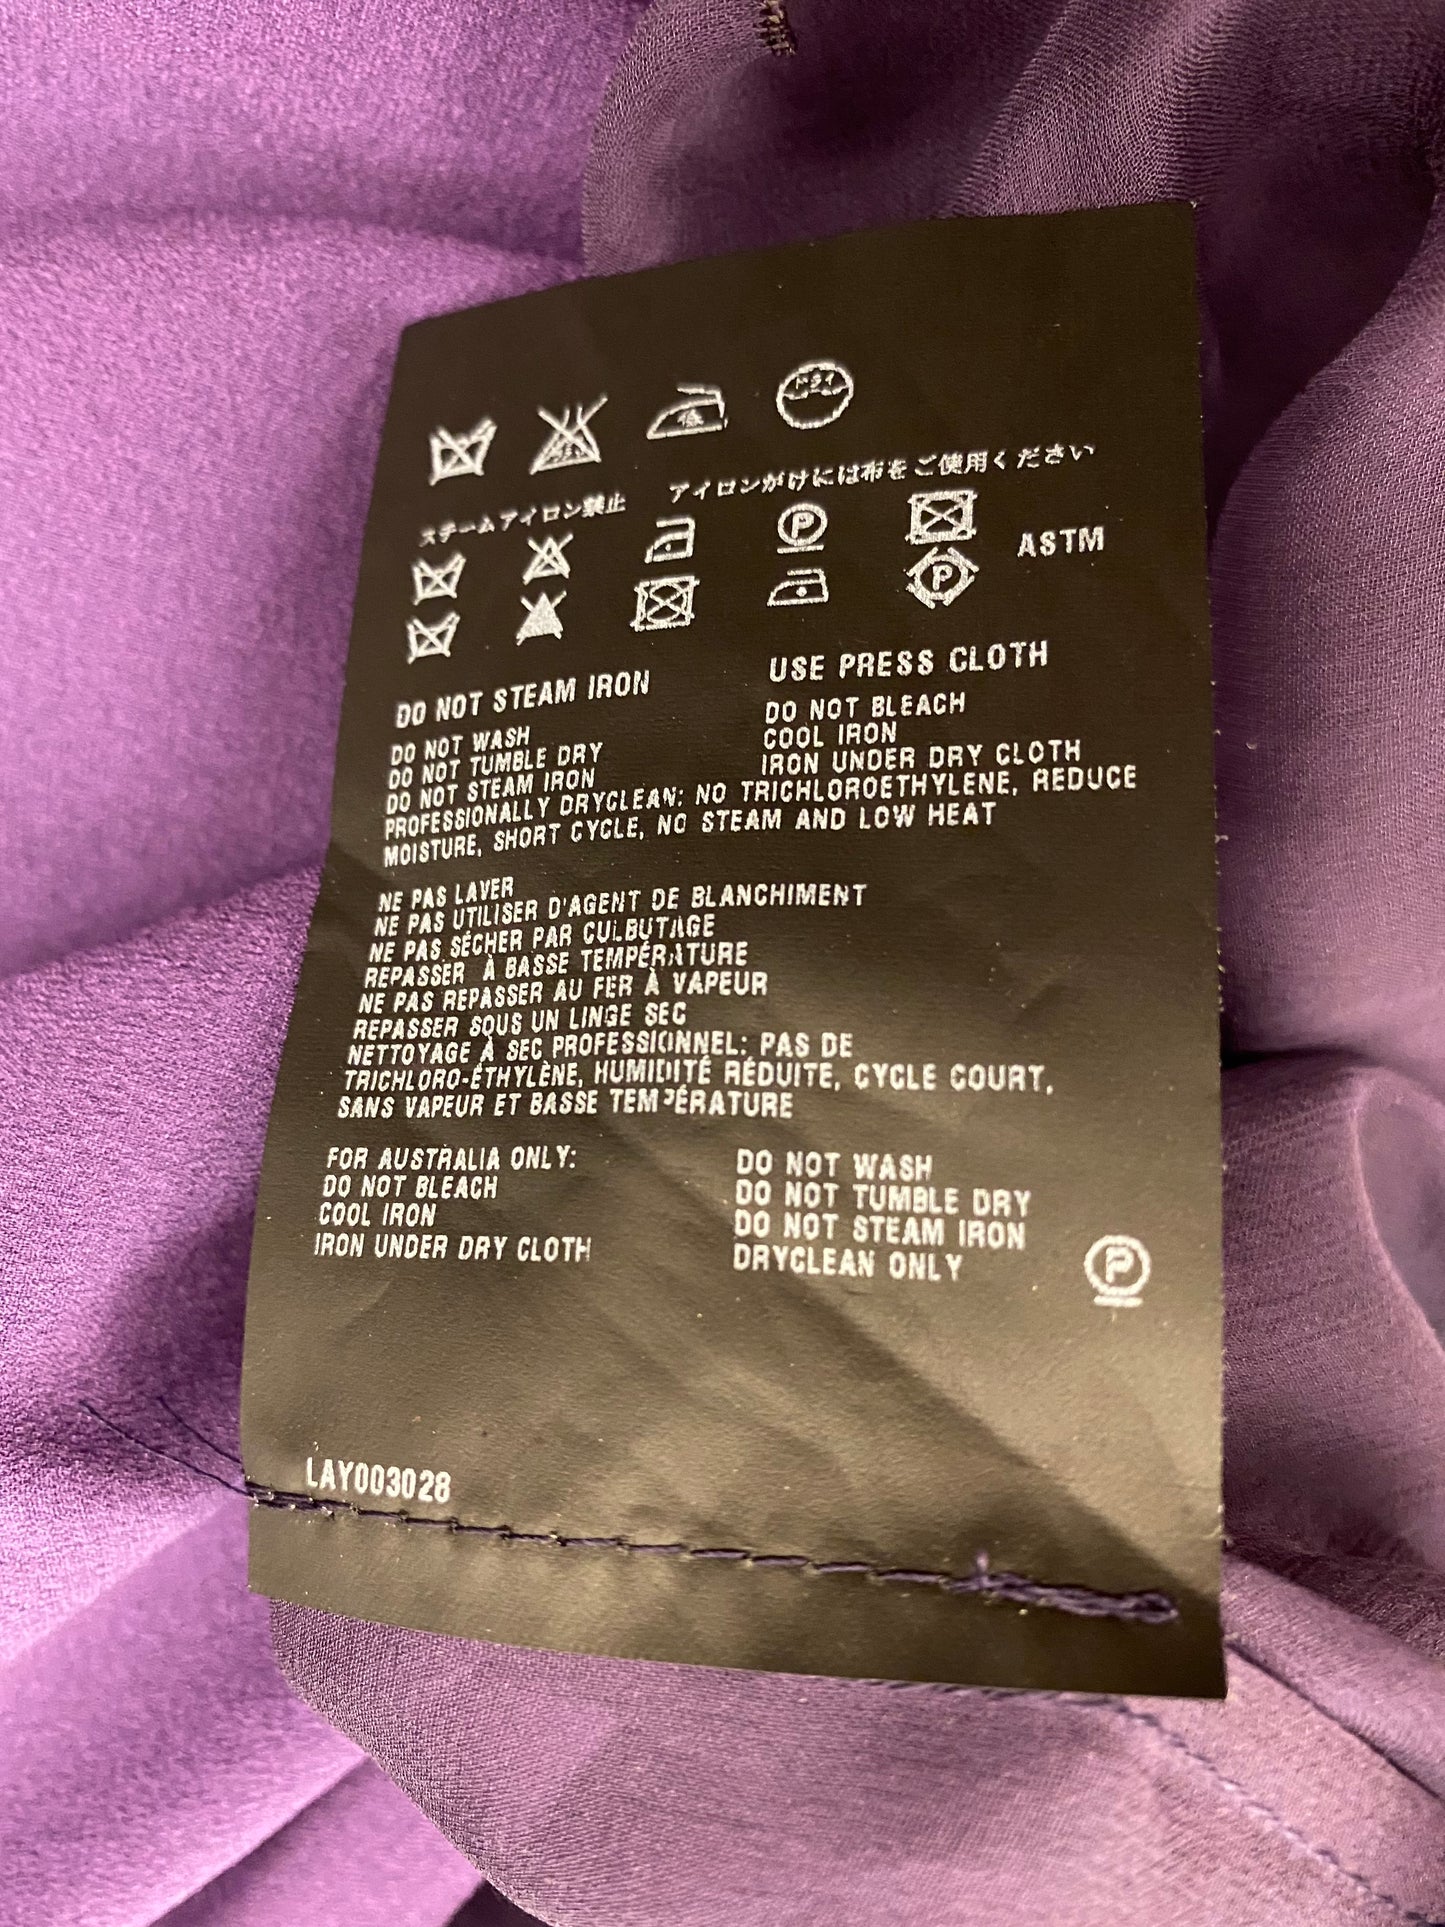 ドライ
スチームアイロン禁止 アイロンがけには布をご使用ください
ASTM
DO NOT STEAM IRON USE PRESS CLOTH
DO NOT WASH DO NOT BLEACH
DO NOT TUMBLE DRY COOL IRON
DO NOT STEAM IRON IRON UNDER DRY CLOTH
PROFESSIONALLY DRYCLEAN: NO TRICHLOROETHYLENE, REDUCE
MOISTURE, SHORT CYCLE, NO STEAM AND LOW HEAT
NE PAS LAVER
NE PAS UTILISER D'AGENT DE BLANCHIMENT
NE PAS SÉCHER PAR CULBUTAGE
REPASSER À BASSE TEMPÉRATURE
NE PAS REPASSER AU FER À VAPEUR
REPASSER SOUS UN LINGE SEC
NETTOYAGE À SEC PROFESSIONNEL: PAS DE
TRICHLORO-ÉTHYLÈNE, HUMIDITÉ RÉDUITE, CYCLE COURT,
SANS VAPEUR ET BASSE TEMPÉRATURE
FOR AUSTRALIA ONLY: DO NOT WASH
DO NOT BLEACH DO NOT TUMBLE DRY
COOL IRON DO NOT STEAM IRON
IRON UNDER DRY CLOTH DRYCLEAN ONLY
P
LAY003028